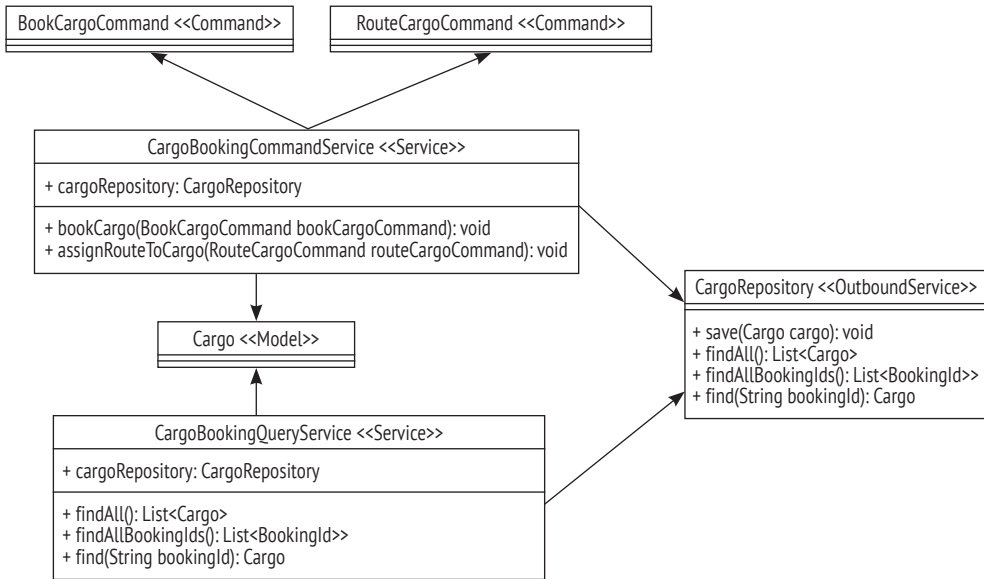 BookCargoCommand <<Command>>
RouteCargoCommand <<Command>>
CargoBookingCommandService <<Service>>
+ cargoRepository: CargoRepository
+ bookCargo(BookCargoCommand bookCargoCommand): void
+ assignRouteToCargo(RouteCargoCommand routeCargoCommand): void
CargoRepository <<OutboundService>>
+ save(Cargo cargo): void
+ findAll(): List<Cargo>
+ findAllBookingIds(): List<BookingId>>
+ find(String bookingId): Cargo
Cargo <<Model>>
CargoBookingQueryService <<Service>>
+ cargoRepository: CargoRepository
+ findAll(): List<Cargo>
+ findAllBookingIds(): List<BookingId>>
+ find(String bookingId): Cargo